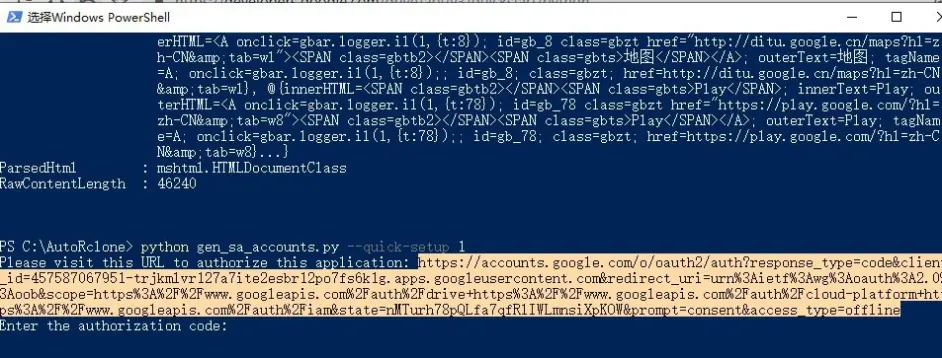 选择Windows PowerShell
erHTML=<A onclick=gbar.logger.il(1,{t:8}); id=gb_8 class=gbzt href="http://ditu.google.cn/maps?hl=z
h-CN&amp;tab=wl"><SPAN class=gbtb2></SPAN><SPAN class=gbts>地图</SPAN></A>; outerText=地图; tagName
=A; onclick=gbar.logger.il(1,{t:8});; id=gb_8; class=gbzt; href=http://ditu.google.cn/maps?hl=zh-CN
&amp;tab=wl}, @{innerHTML=<SPAN class=gbtb2></SPAN><SPAN class=gbts>Play</SPAN>; innerText=Play; ou
terHTML=<A onclick=gbar.logger.il(1,{t:78}); id=gb_78 class=gbzt href="https://play.google.com/?hl=
zh-CN&amp;tab=w8"><SPAN class=gbtb2></SPAN><SPAN class=gbts>Play</SPAN></A>; outerText=Play; tagNam
e=A; onclick=gbar.logger.il(1,{t:78});; id=gb_78; class=gbzt; href=https://play.google.com/?hl=zh-C
N&amp;tab=w8}...}
ParsedHtml : mshtml.HTMLDocumentClass
RawContentLength : 46240
PS C:\AutoRclone> python gen_sa_accounts.py --quick-setup 1
Please visit this URL to authorize this application: https://accounts.google.com/o/oauth2/auth?response_type=code&client
_id=457587067951-trjkmlvr127a7ite2esbr12po7fs6klg.apps.googleusercontent.com&redirect_uri=urn%3Aietf%3Awg%3Aoauth%3A2.0%
3Aoob&scope=https%3A%2F%2Fwww.googleapis.com%2Fauth%2Fdrive+https%3A%2F%2Fwww.googleapis.com%2Fauth%2Fcloud-platform+htt
ps%3A%2F%2Fwww.googleapis.com%2Fauth%2Fiam&state=nMTurh78pQLfa7qfRlIWLmnsiXpKOW&prompt=consent&access_type=offline
Enter the authorization code: